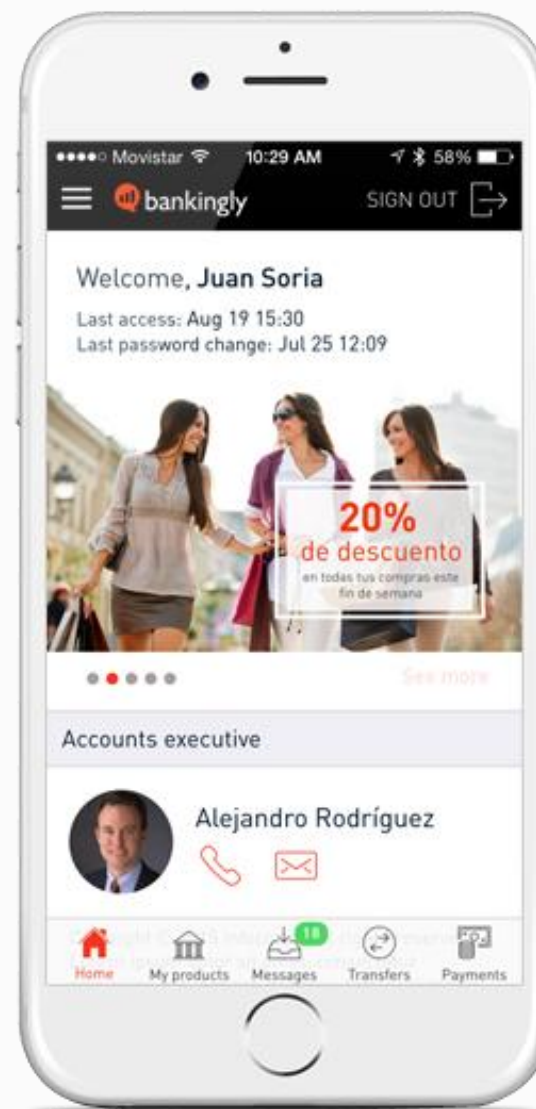 Movistar 10:29 AM 58%
bankingly SIGN OUT
Welcome, Juan Soria
Last access: Aug 19 15:30
Last password change: Jul 25 12:09
20%
de descuento
en todas tus compras este
fin de semana
See more
Accounts executive
Alejandro Rodríguez
18
Home My products Messages Transfers Payments